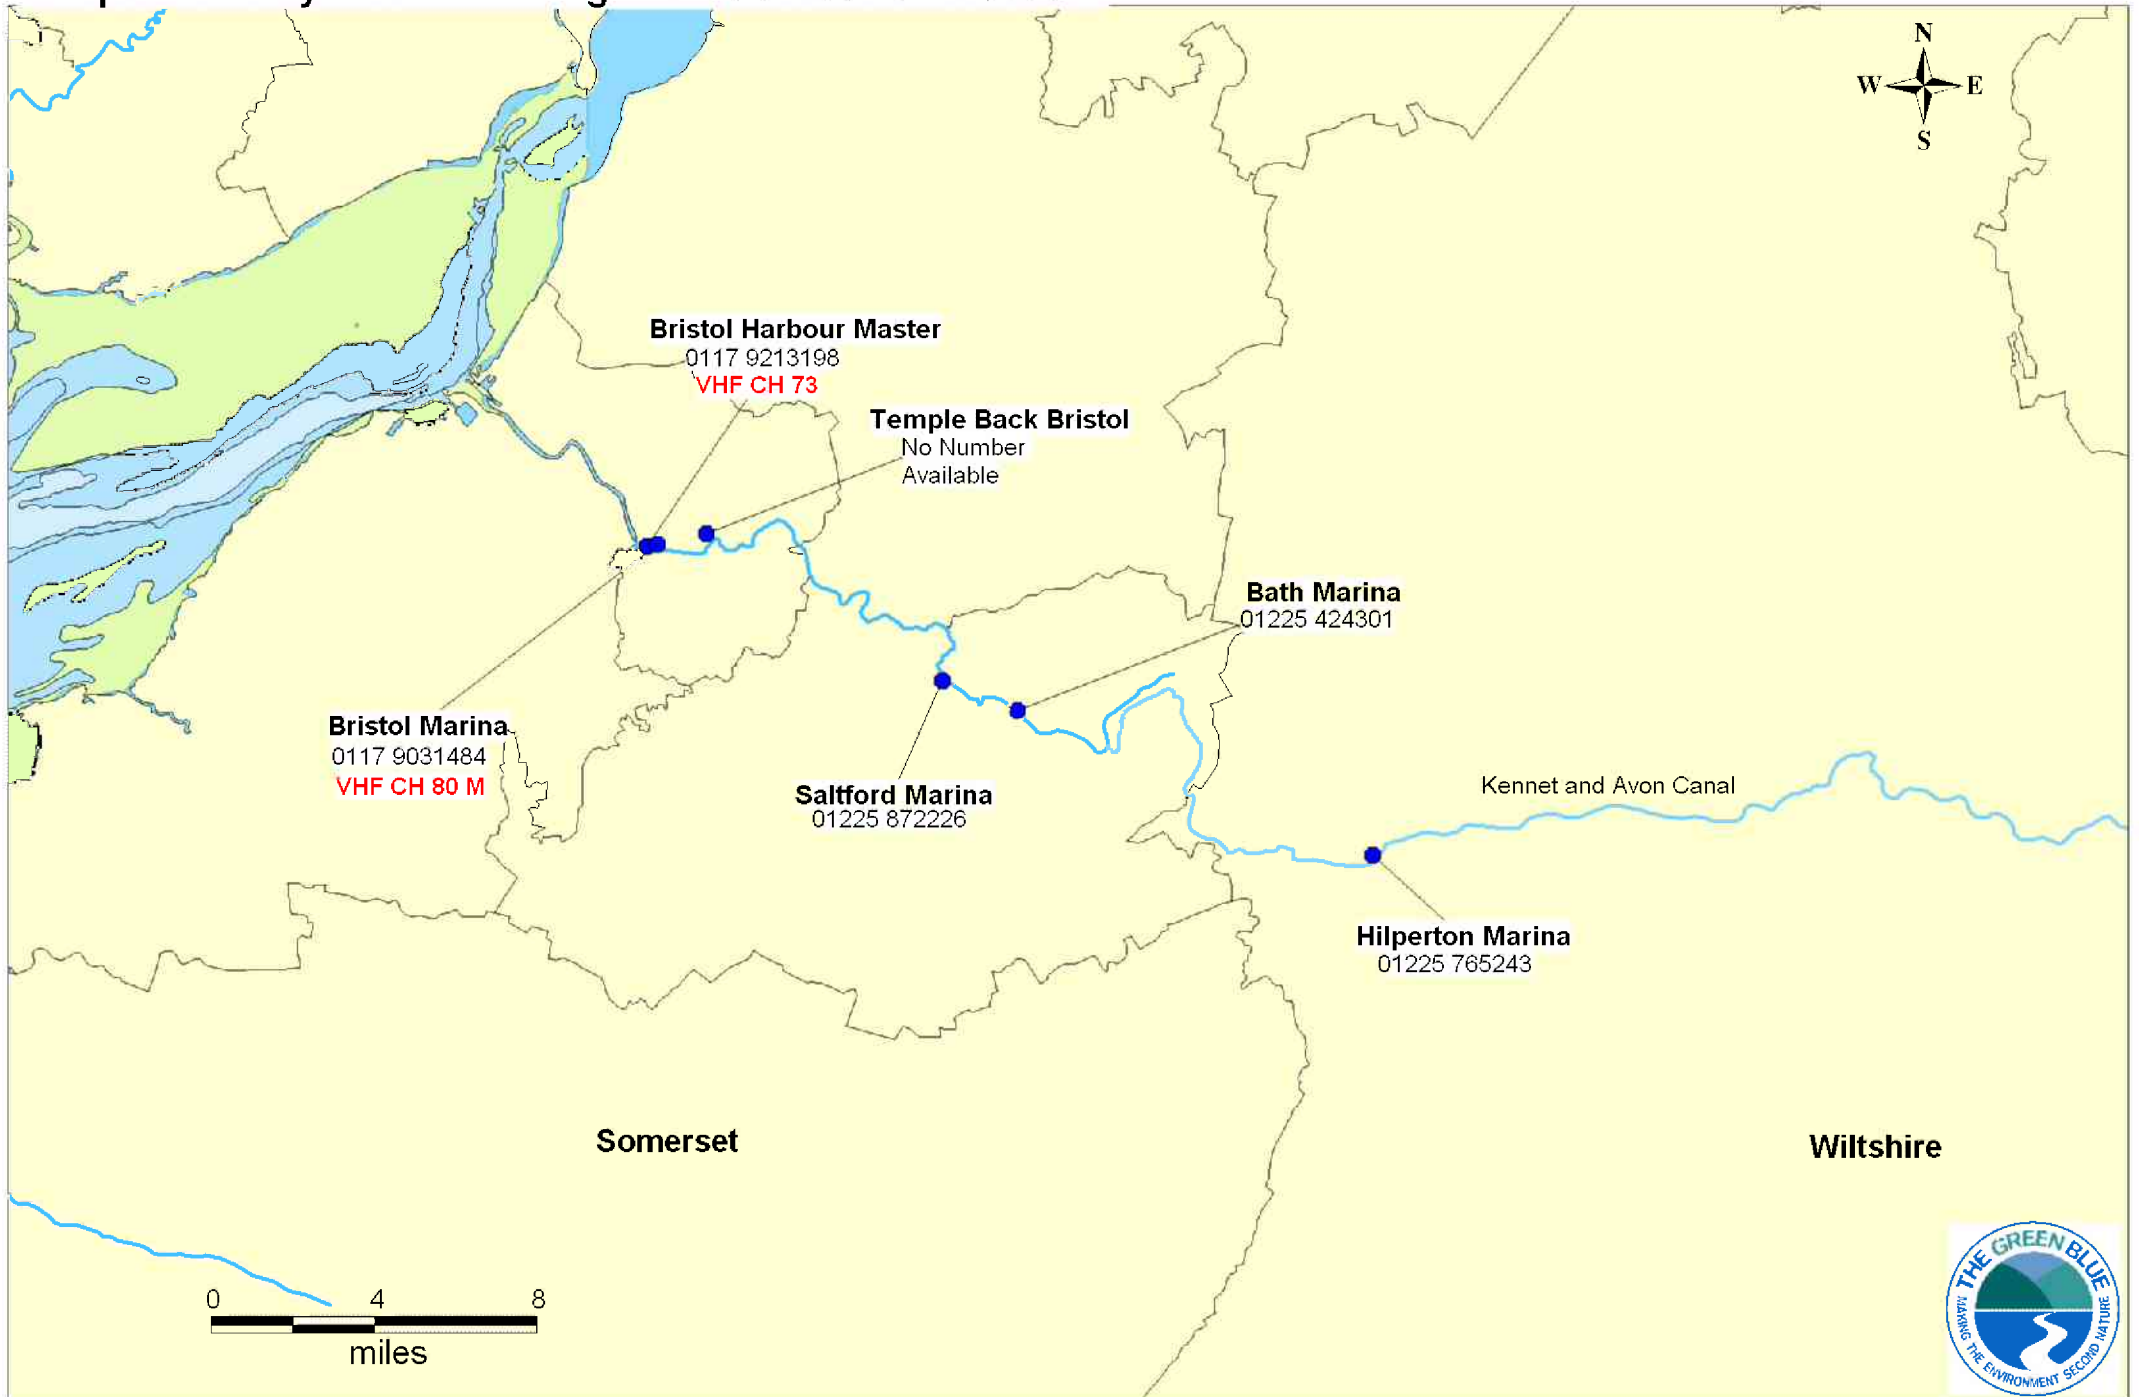 N
W E
S
Bristol Harbour Master
0117 9213198
VHF CH 73
Temple Back Bristol
No Number
Available
Bath Marina
01225 424301
Bristol Marina
0117 9031484
VHF CH 80 M
Saltford Marina
01225 872226
Kennet and Avon Canal
Hilperton Marina
01225 765243
Somerset
Wiltshire
0 4 8
miles
THE GREEN BLUE
MAKING THE ENVIRONMENT SECOND NATURE